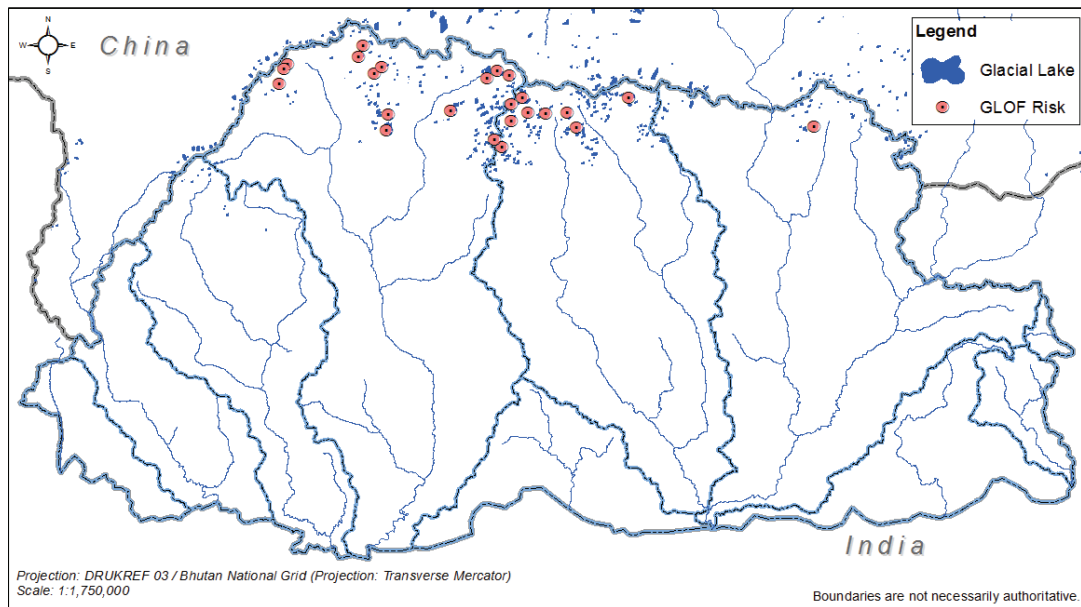 N
W E
S
China
Legend
Glacial Lake
GLOF Risk
India
Projection: DRUKREF 03 / Bhutan National Grid (Projection: Transverse Mercator)
Scale: 1:1,750,000
Boundaries are not necessarily authoritative.